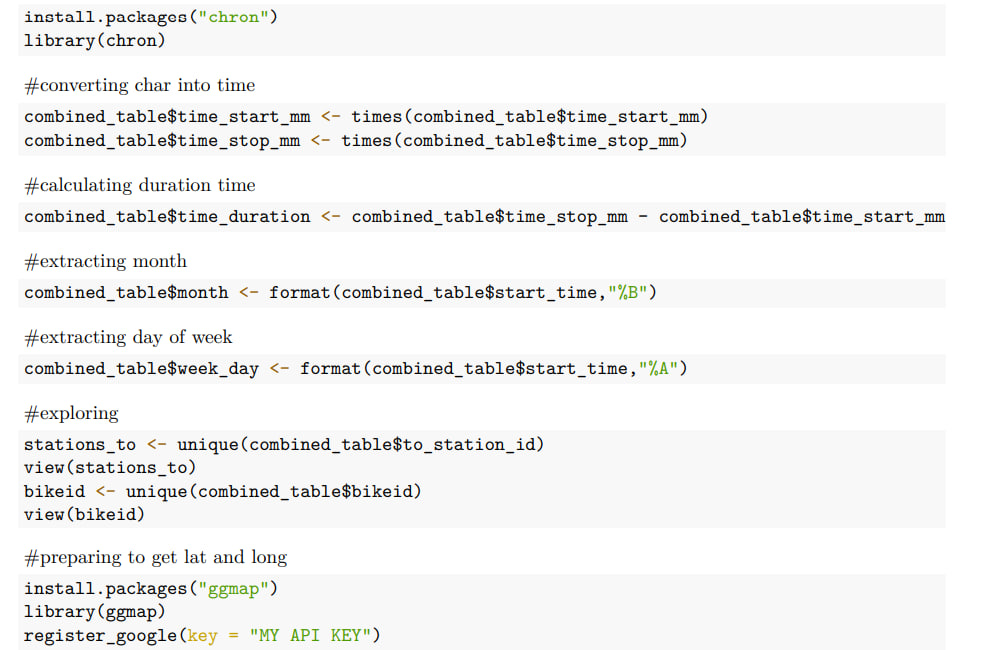 install.packages("chron")
library(chron)
#converting char into time
combined_table$time_start_mm <- times(combined_table$time_start_mm)
combined_table$time_stop_mm <- times(combined_table$time_stop_mm)
#calculating duration time
combined_table$time_duration <- combined_table$time_stop_mm - combined_table$time_start_mm
#extracting month
combined_table$month <- format(combined_table$start_time,"%B")
#extracting day of week
combined_table$week_day <- format(combined_table$start_time,"%A")
#exploring
stations_to <- unique(combined_table$to_station_id)
view(stations_to)
bikeid <- unique(combined_table$bikeid)
view(bikeid)
#preparing to get lat and long
install.packages("ggmap")
library(ggmap)
register_google(key = "MY API KEY")